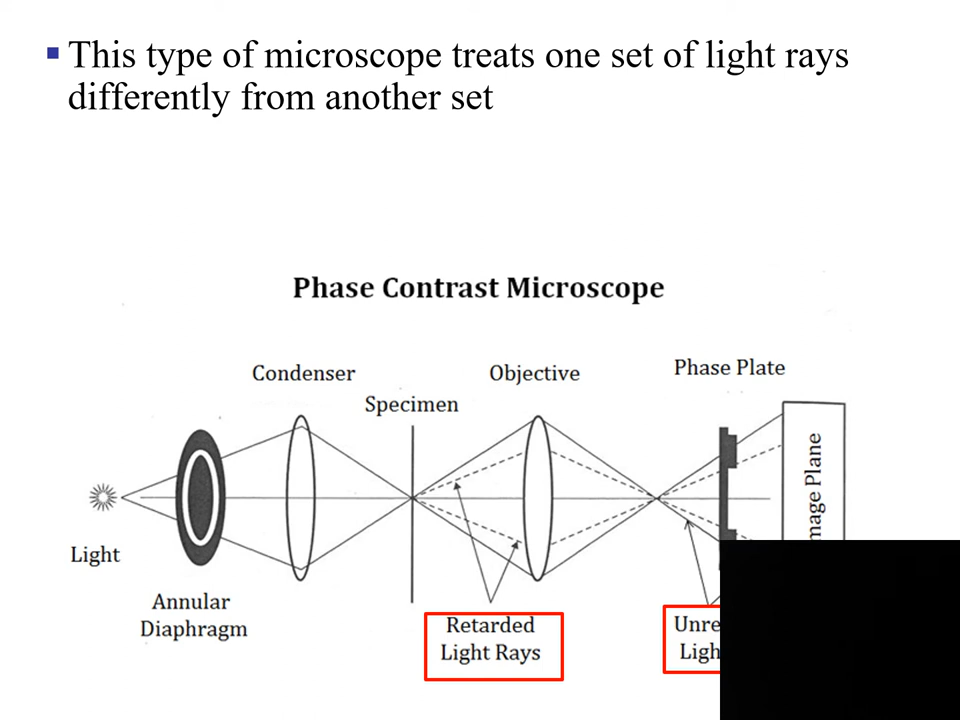 This type of microscope treats one set of light rays
differently from another set
Phase Contrast Microscope
Condenser
Objective
Phase Plate
Specimen
Light
Annular
Diaphragm
Retarded
Light Rays
Plane